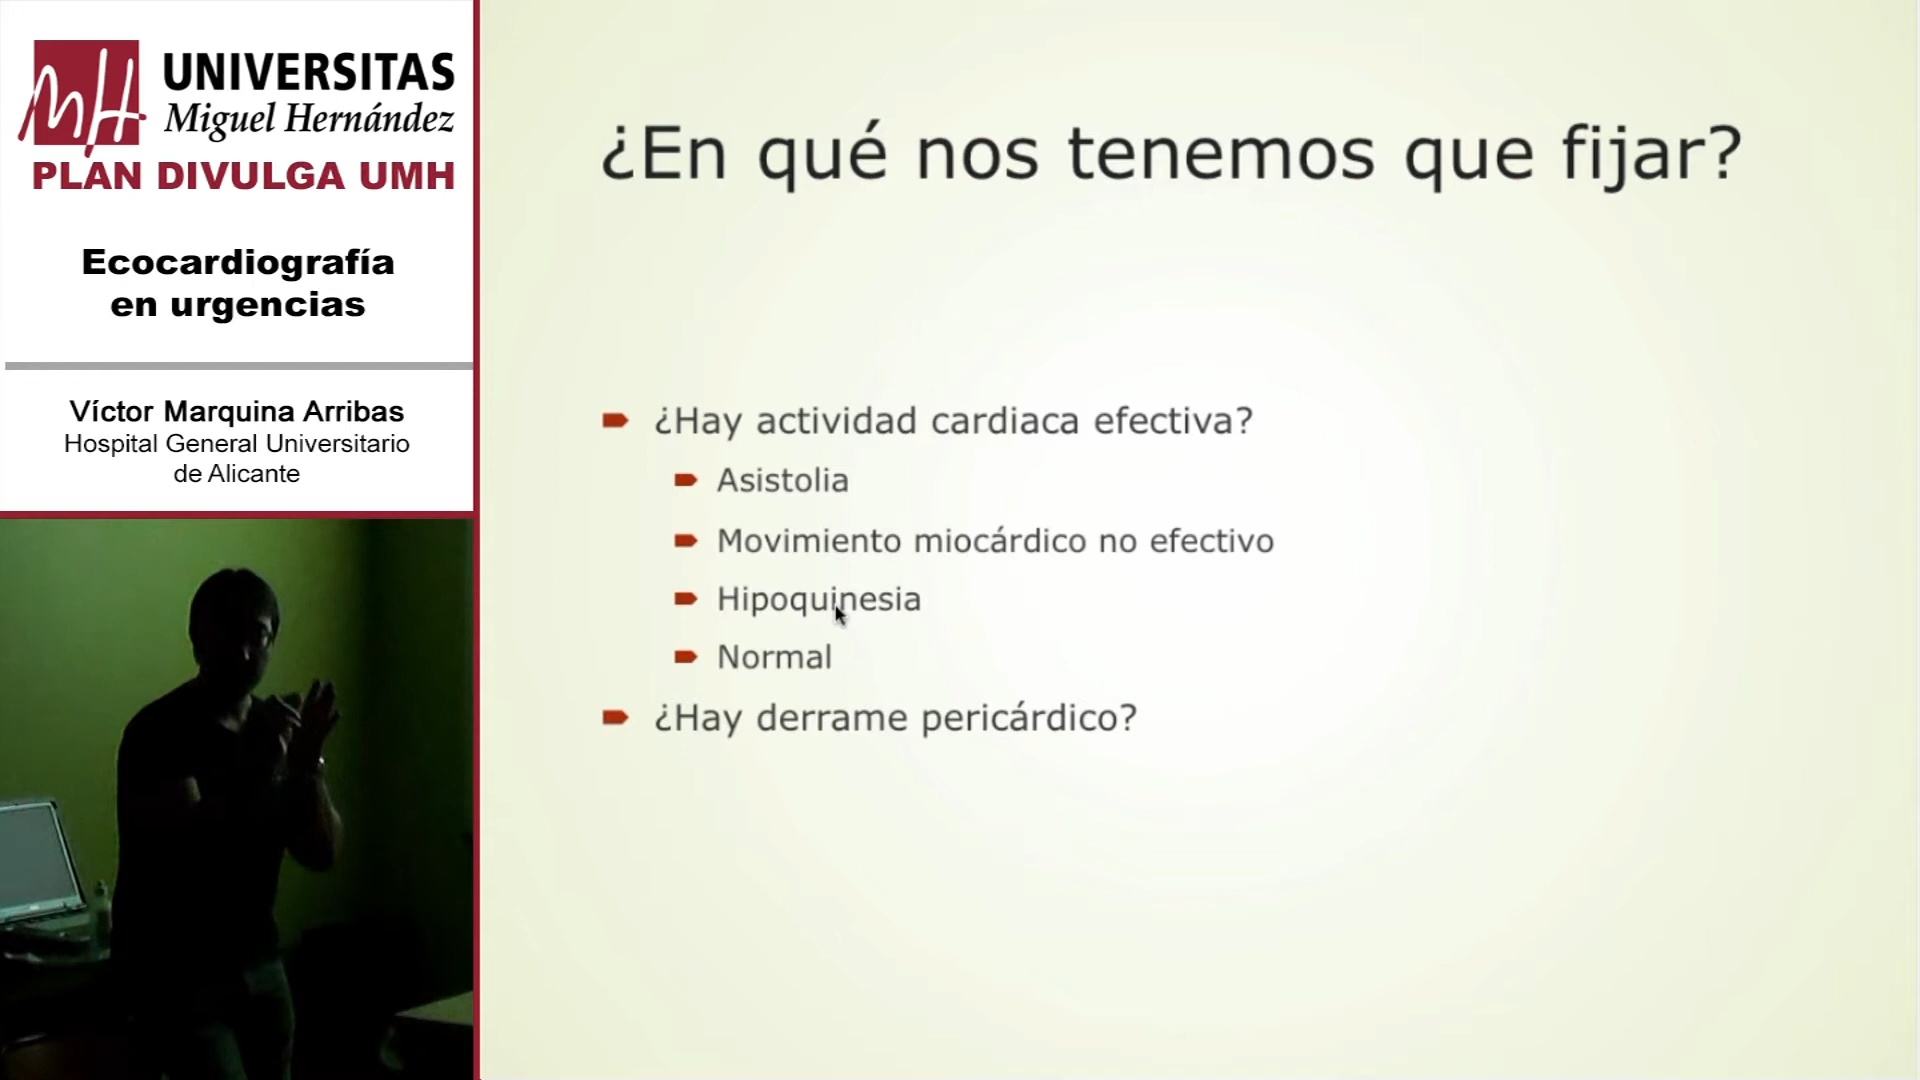 UNIVERSITAS
Miguel Hernández
PLAN DIVULGA UMH
Ecocardiografía
en urgencias
Víctor Marquina Arribas
Hospital General Universitario
de Alicante
¿En qué nos tenemos que fijar?
¿Hay actividad cardiaca efectiva?
Asistolia
Movimiento miocárdico no efectivo
Hipoquinesia
Normal
¿Hay derrame pericárdico?